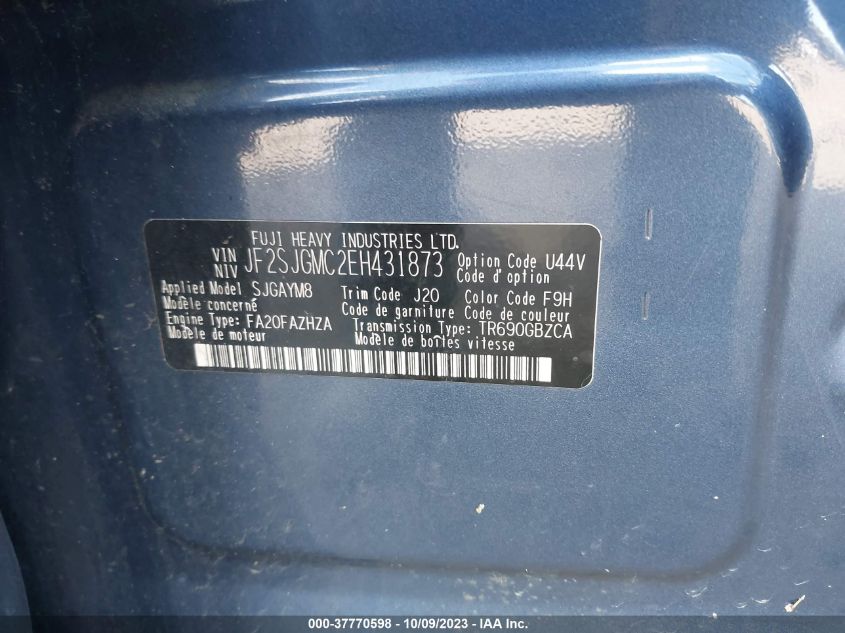 FUJI HEAVY INDUSTRIES LTD.
VIN
NIV JF2SJGMC2EH431873 Option Code U44V
Code d'option
Applied Model SJGAYM8 Trim Code J20 Color Code F9H
Modèle concerné Code de garniture Code de couleur
Engine Type: FA20FAZHZA Transmission Type: TR690GBZCA
Modèle de moteur Modèle de boîtes vitesse
000-37770598 - 10/09/2023 - IAA Inc.